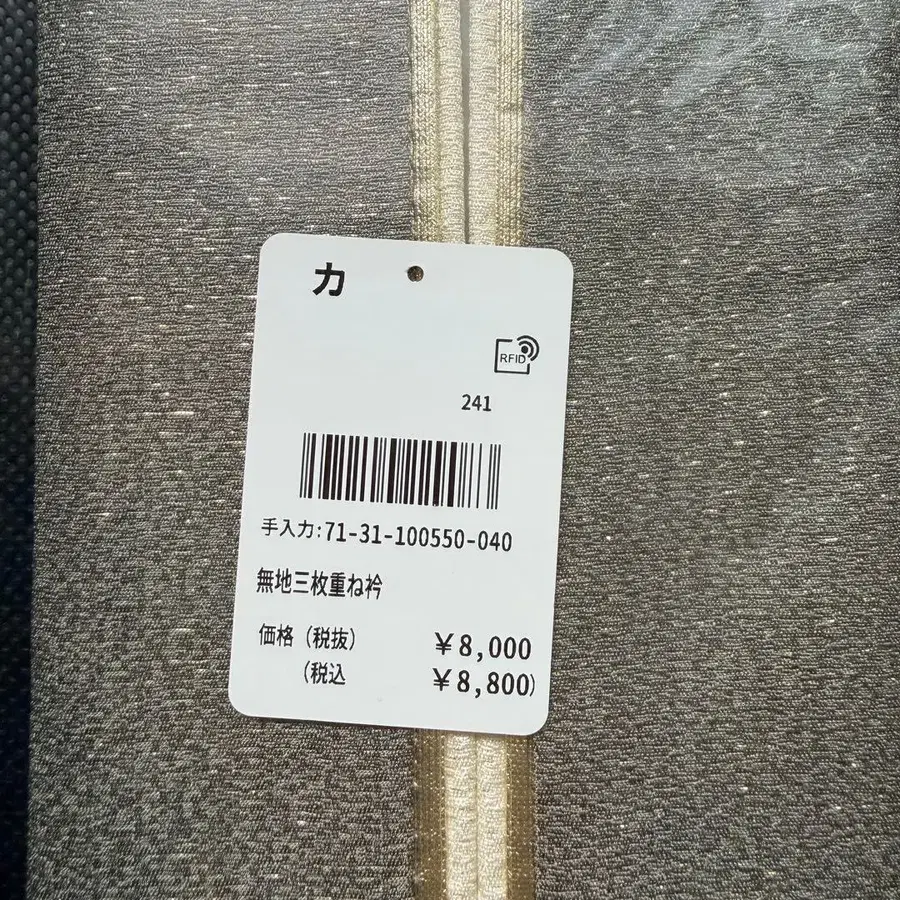 カ
RFID
241
手入力:71-31-100550-040
無地三枚重ね衿
価格（税抜） ￥8,000
(税込 ￥8,800)